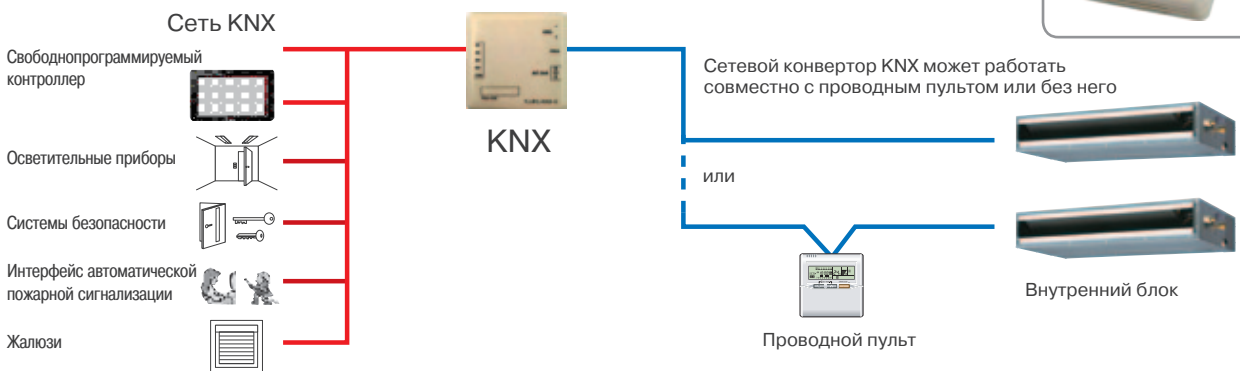 Сеть KNX
Свободнопрограммируемый
контроллер
Осветительные приборы
Системы безопасности
Интерфейс автоматической
пожарной сигнализации
Жалюзи
KNX
Сетевой конвертор KNX может работать
совместно с проводным пультом или без него
или
Проводной пульт
Внутренний блок